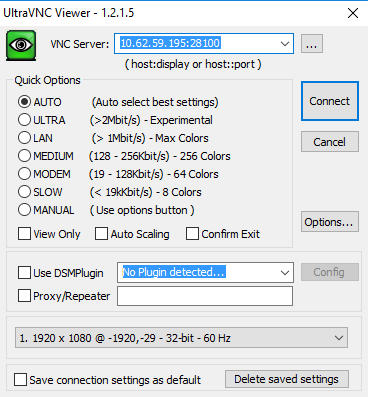 UltraVNC Viewer - 1.2.1.5
VNC Server: 10.62.59.195:28100 ...
( host:display or host::port )
Quick Options
AUTO (Auto select best settings)
ULTRA (>2Mbit/s) - Experimental
LAN (> 1Mbit/s) - Max Colors
MEDIUM (128 - 256Kbit/s) - 256 Colors
MODEM (19 - 128Kbit/s) - 64 Colors
SLOW (< 19kKbit/s) - 8 Colors
MANUAL ( Use options button )
View Only Auto Scaling Confirm Exit
Connect
Cancel
Options...
Use DSMPlugin No Plugin detected... Config
Proxy/Repeater
1. 1920 x 1080 @ -1920,-29 - 32-bit - 60 Hz
Save connection settings as default Delete saved settings